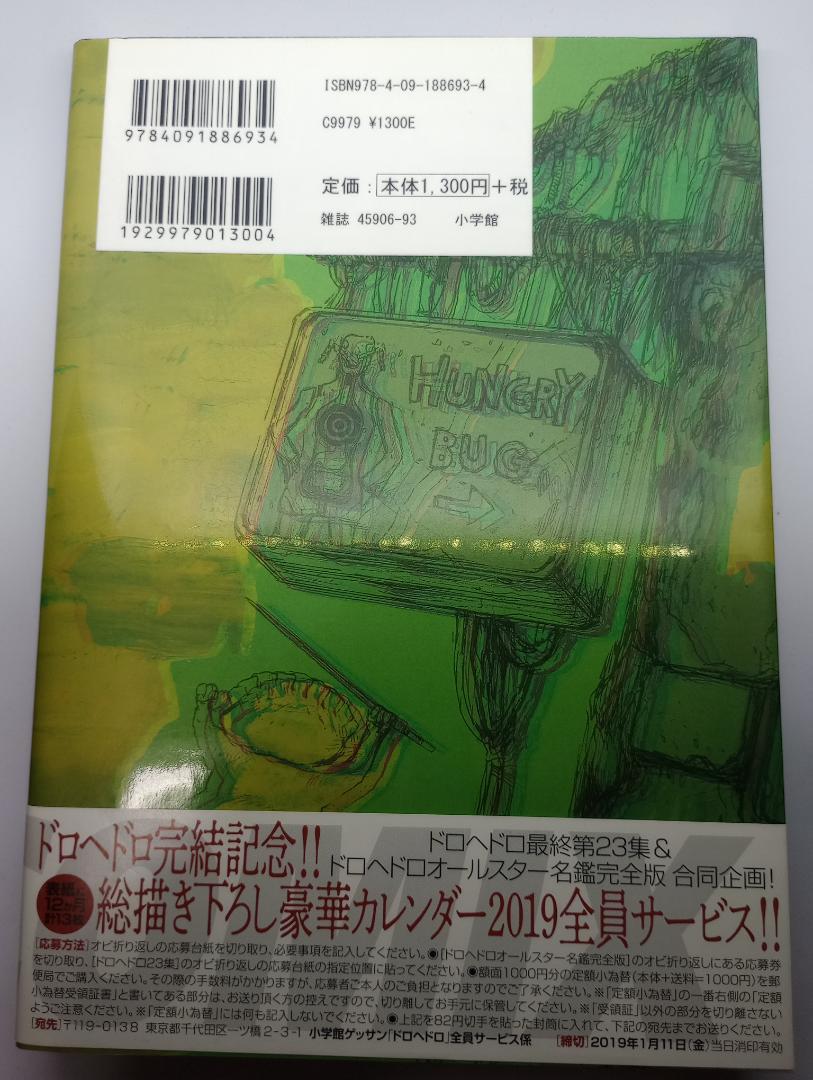 ISBN978-4-09-188693-4
C9979 ¥1300E
9784091886934
定価：本体1,300円+税
雑誌 45906-93 小学館
1929979013004
HUNGRY
BUG
ドロヘドロ完結記念!!
ドロヘドロ最終第23集&
ドロヘドロオールスター名鑑完全版 合同企画!
表紙+
12ヵ月
計13枚
総描き下ろし豪華カレンダー2019全員サービス!!
[応募方法]オビ折り返しの応募台紙を切り取り、必要事項を記入してください。●[ドロヘドロオールスター名鑑完全版]のオビ折り返しにある応募券
を切り取り、[ドロヘドロ23集]のオビ折り返しの応募台紙の指定位置に貼ってください。●額面1000円分の定額小為替(本体+送料=1000円)を郵
便局でご購入ください。その際の手数料がかかりますが、応募者ご本人のご負担となりますのでご了承ください。※「定額小為替」の一番右側の「定額
小為替受領証書」と書いてある部分は、お送り頂く方の控えですので、切り離してお手元に保管してください。※「受領証」以外の部分を切り離さない
ようご注意ください。※「定額小為替」には何も記入しないでください。●上記を82円切手を貼った封筒に入れて、下記の宛先までお送りください。
[宛先]〒119-0138 東京都千代田区一ツ橋2-3-1 小学館ゲッサン「ドロヘドロ」全員サービス係 [締切]2019年1月11日(金)当日消印有効